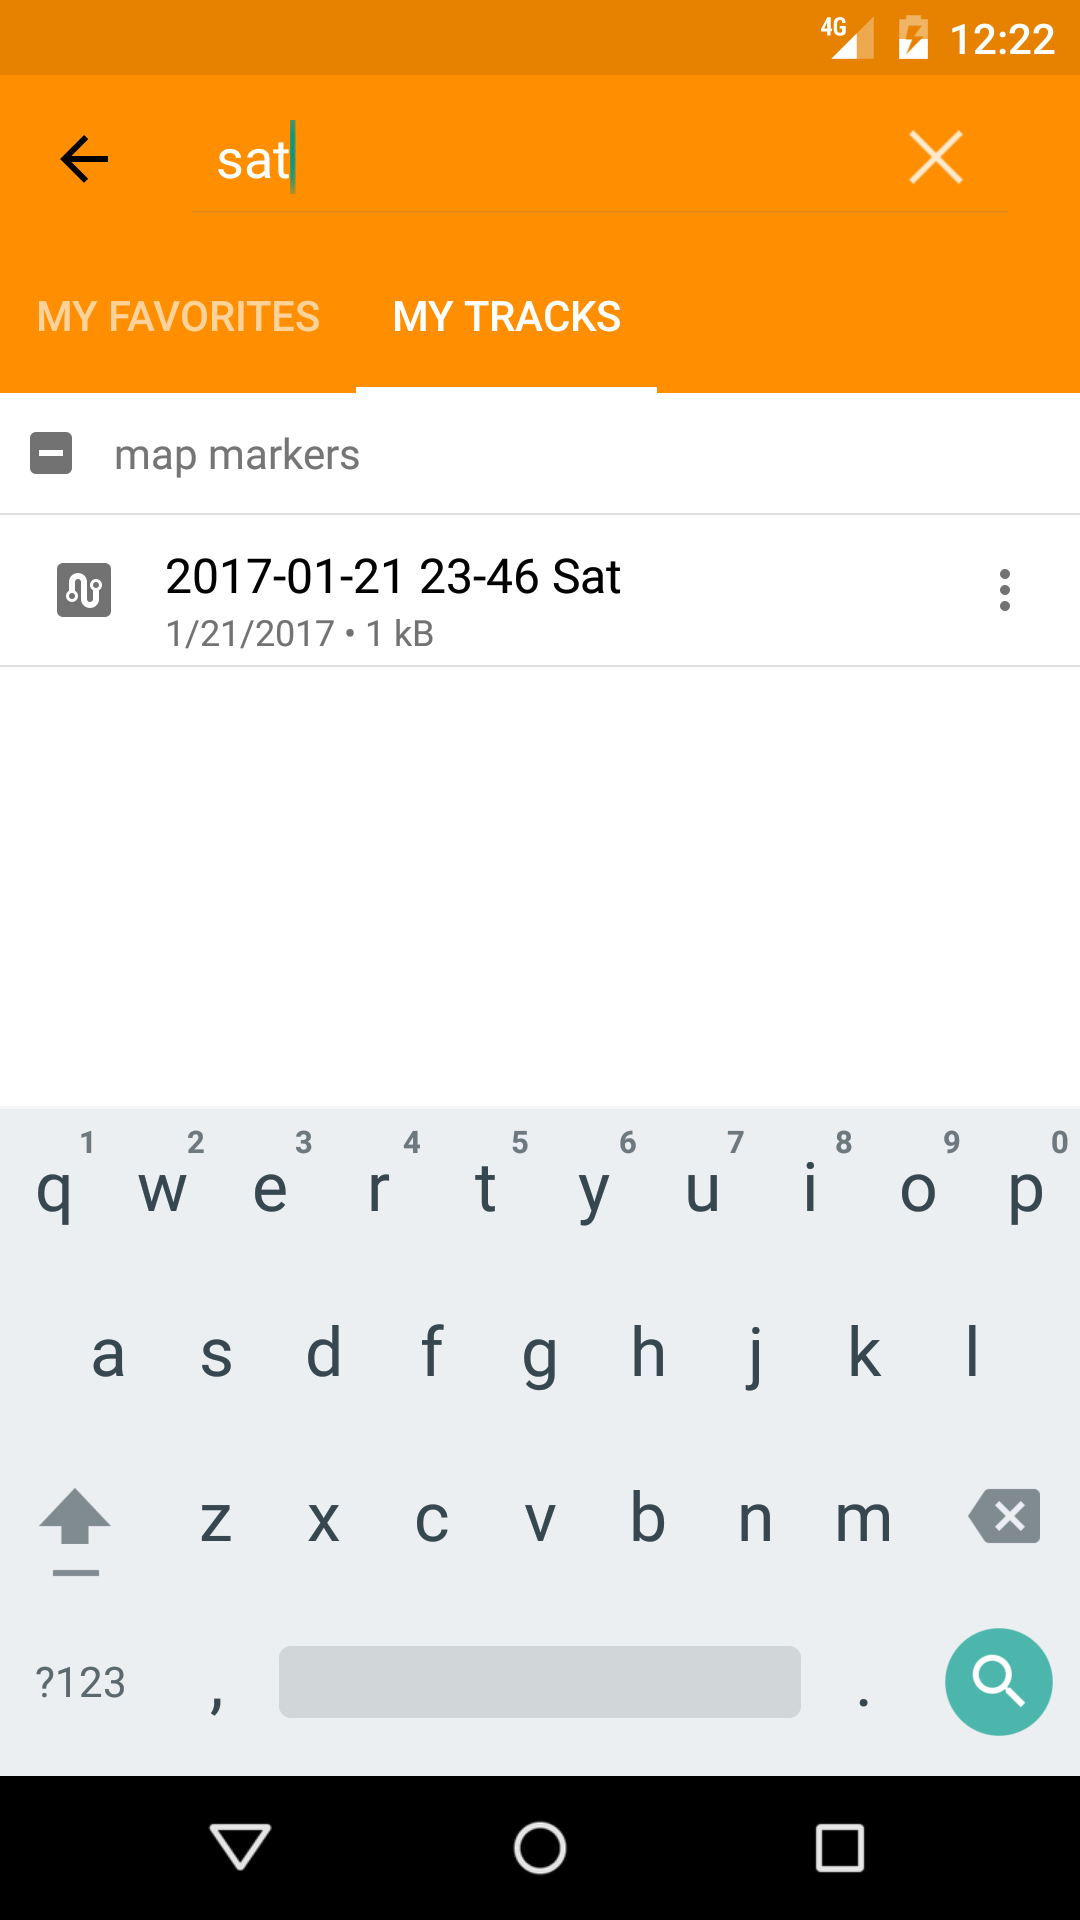 4G 12:22
sat
MY FAVORITES MY TRACKS
map markers
2017-01-21 23-46 Sat
1/21/2017 • 1 kB
1 2 3 4 5 6 7 8 9 0
q w e r t y u i o p
a s d f g h j k l
z x c v b n m
?123 , .